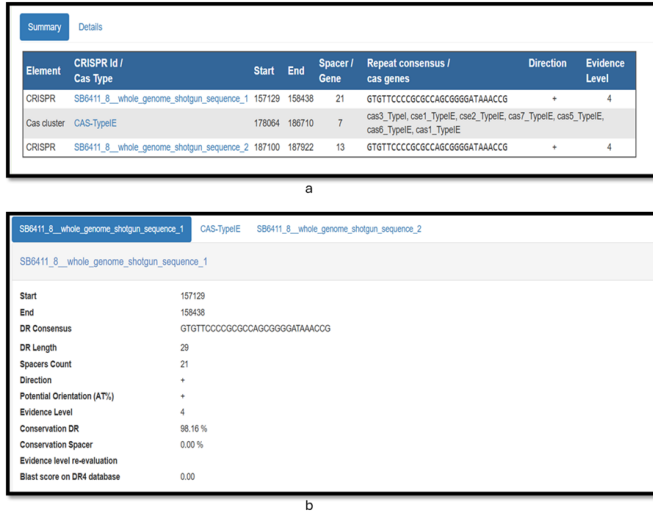 Summary Details
Element CRISPR Id / Cas Type Start End Spacer / Gene Repeat consensus / cas genes Direction Evidence Level
CRISPR SB6411_8__whole_genome_shotgun_sequence_1 157129 158438 21 GTGTTCCCCGCGCCAGCGGGGATAAACCG + 4
Cas cluster CAS-TypeIE 178064 186710 7 cas3_TypeI, cse1_TypeIE, cse2_TypeIE, cas7_TypeIE, cas5_TypeIE,
cas6_TypeIE, cas1_TypeIE
CRISPR SB6411_8__whole_genome_shotgun_sequence_2 187100 187922 13 GTGTTCCCCGCGCCAGCGGGGATAAACCG + 4
a
SB6411_8__whole_genome_shotgun_sequence_1 CAS-TypeIE SB6411_8__whole_genome_shotgun_sequence_2
SB6411_8__whole_genome_shotgun_sequence_1
Start 157129
End 158438
DR Consensus GTGTTCCCCGCGCCAGCGGGGATAAACCG
DR Length 29
Spacers Count 21
Direction +
Potential Orientation (AT%) +
Evidence Level 4
Conservation DR 98.16 %
Conservation Spacer 0.00 %
Evidence level re-evaluation
Blast score on DR4 database 0.00
b